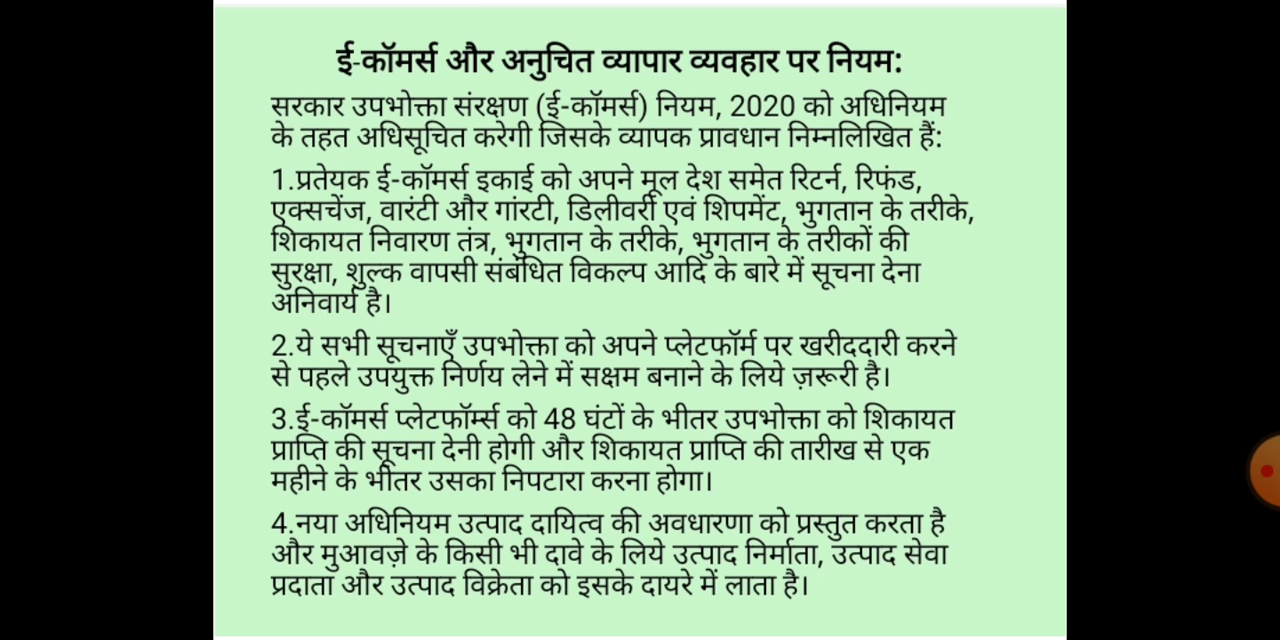 ई-कॉमर्स और अनुचित व्यापार व्यवहार पर नियम:
सरकार उपभोक्ता संरक्षण (ई-कॉमर्स) नियम, 2020 को अधिनियम
के तहत अधिसूचित करेगी जिसके व्यापक प्रावधान निम्नलिखित हैं:
1.प्रतेयक ई-कॉमर्स इकाई को अपने मूल देश समेत रिटर्न, रिफंड,
एक्सचेंज, वारंटी और गांरटी, डिलीवरी एवं शिपमेंट, भुगतान के तरीके,
शिकायत निवारण तंत्र, भुगतान के तरीके, भुगतान के तरीकों की
सुरक्षा, शुल्क वापसी संबंधित विकल्प आदि के बारे में सूचना देना
अनिवार्य है।
2.ये सभी सूचनाएँ उपभोक्ता को अपने प्लेटफॉर्म पर खरीददारी करने
से पहले उपयुक्त निर्णय लेने में सक्षम बनाने के लिये ज़रूरी है।
3.ई-कॉमर्स प्लेटफॉर्म्स को 48 घंटों के भीतर उपभोक्ता को शिकायत
प्राप्ति की सूचना देनी होगी और शिकायत प्राप्ति की तारीख से एक
महीने के भीतर उसका निपटारा करना होगा।
4.नया अधिनियम उत्पाद दायित्व की अवधारणा को प्रस्तुत करता है
और मुआवज़े के किसी भी दावे के लिये उत्पाद निर्माता, उत्पाद सेवा
प्रदाता और उत्पाद विक्रेता को इसके दायरे में लाता है।